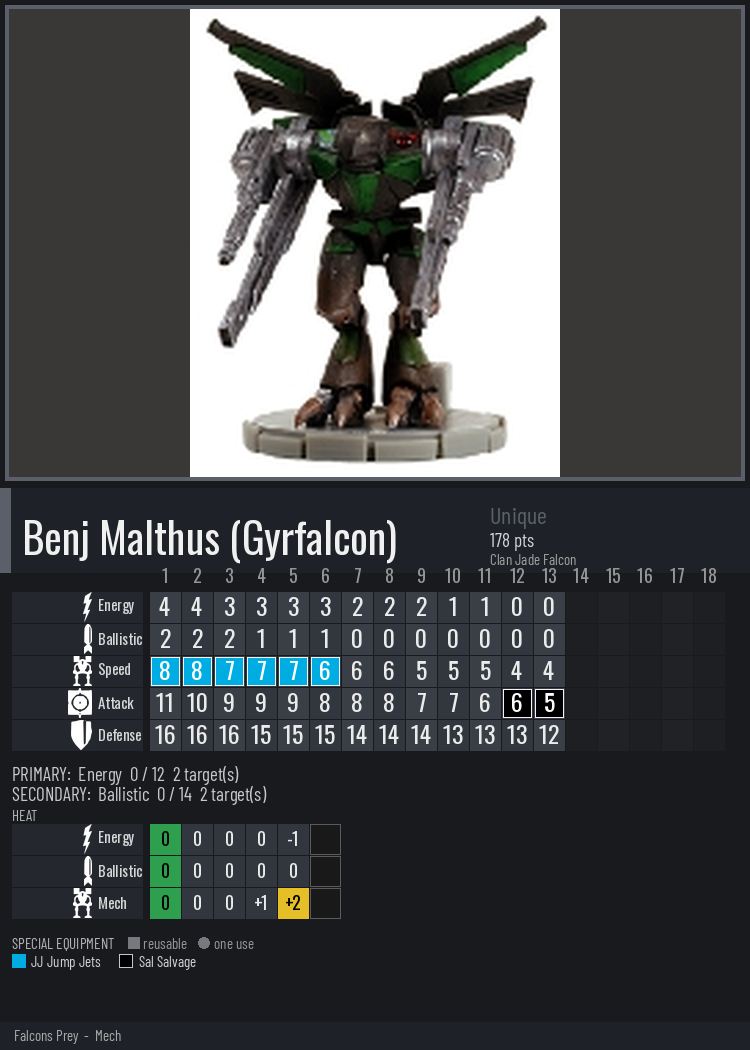 Benj Malthus (Gyrfalcon)
Unique
178 pts
Clan Jade Falcon
1 2 3 4 5 6 7 8 9 10 11 12 13 14 15 16 17 18
Energy 4 4 3 3 3 3 2 2 2 1 1 0 0
Ballistic 2 2 2 1 1 1 0 0 0 0 0 0 0
Speed 8 8 7 7 7 6 6 6 5 5 5 4 4
Attack 11 10 9 9 9 8 8 8 7 7 6 6 5
Defense 16 16 16 15 15 15 14 14 14 13 13 13 12
PRIMARY: Energy 0 / 12 2 target(s)
SECONDARY: Ballistic 0 / 14 2 target(s)
HEAT
Energy 0 0 0 0 -1
Ballistic 0 0 0 0 0
Mech 0 0 0 +1 +2
SPECIAL EQUIPMENT reusable one use
JJ Jump Jets Sal Salvage
Falcons Prey - Mech